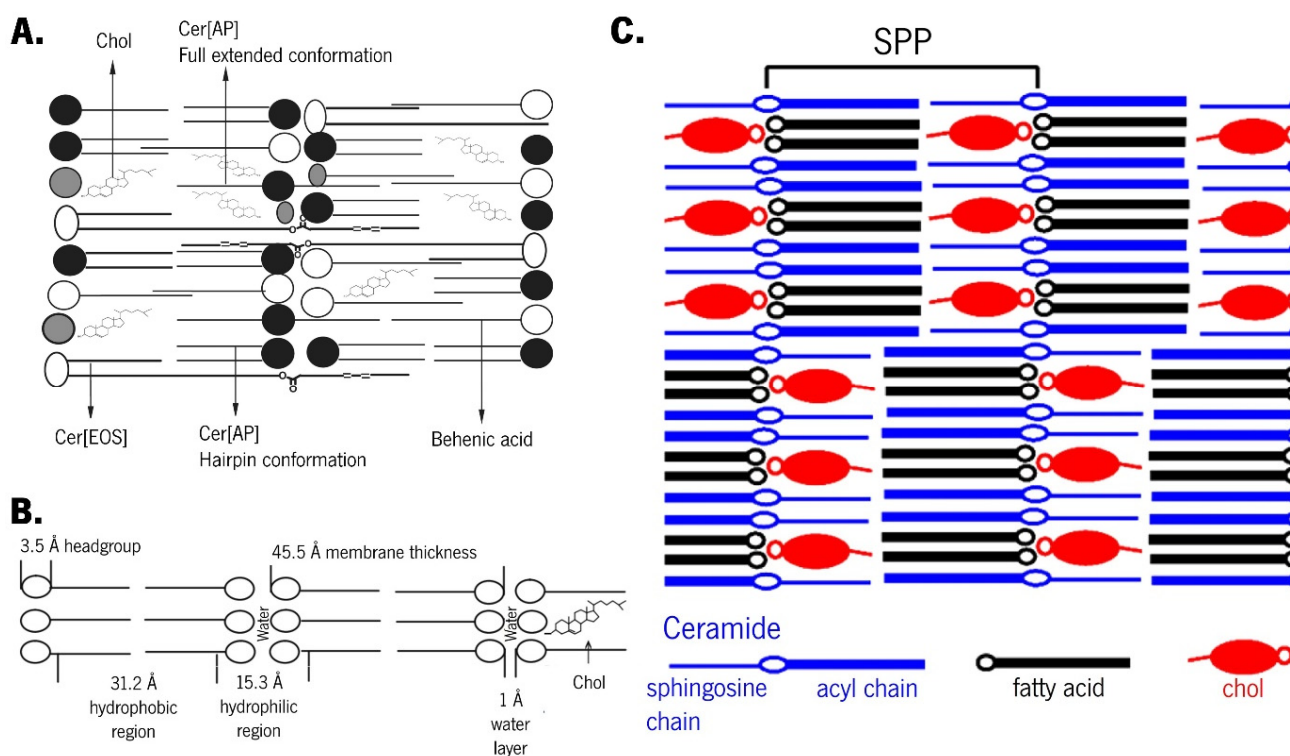 A.
Chol
Cer[AP]
Full extended conformation
Cer[EOS]
Cer[AP]
Hairpin conformation
Behenic acid
B.
3.5 Å headgroup
45.5 Å membrane thickness
Water
Water
31.2 Å
hydrophobic
region
15.3 Å
hydrophilic
region
1 Å
water
layer
Chol
C.
SPP
Ceramide
sphingosine
chain
acyl chain
fatty acid
chol